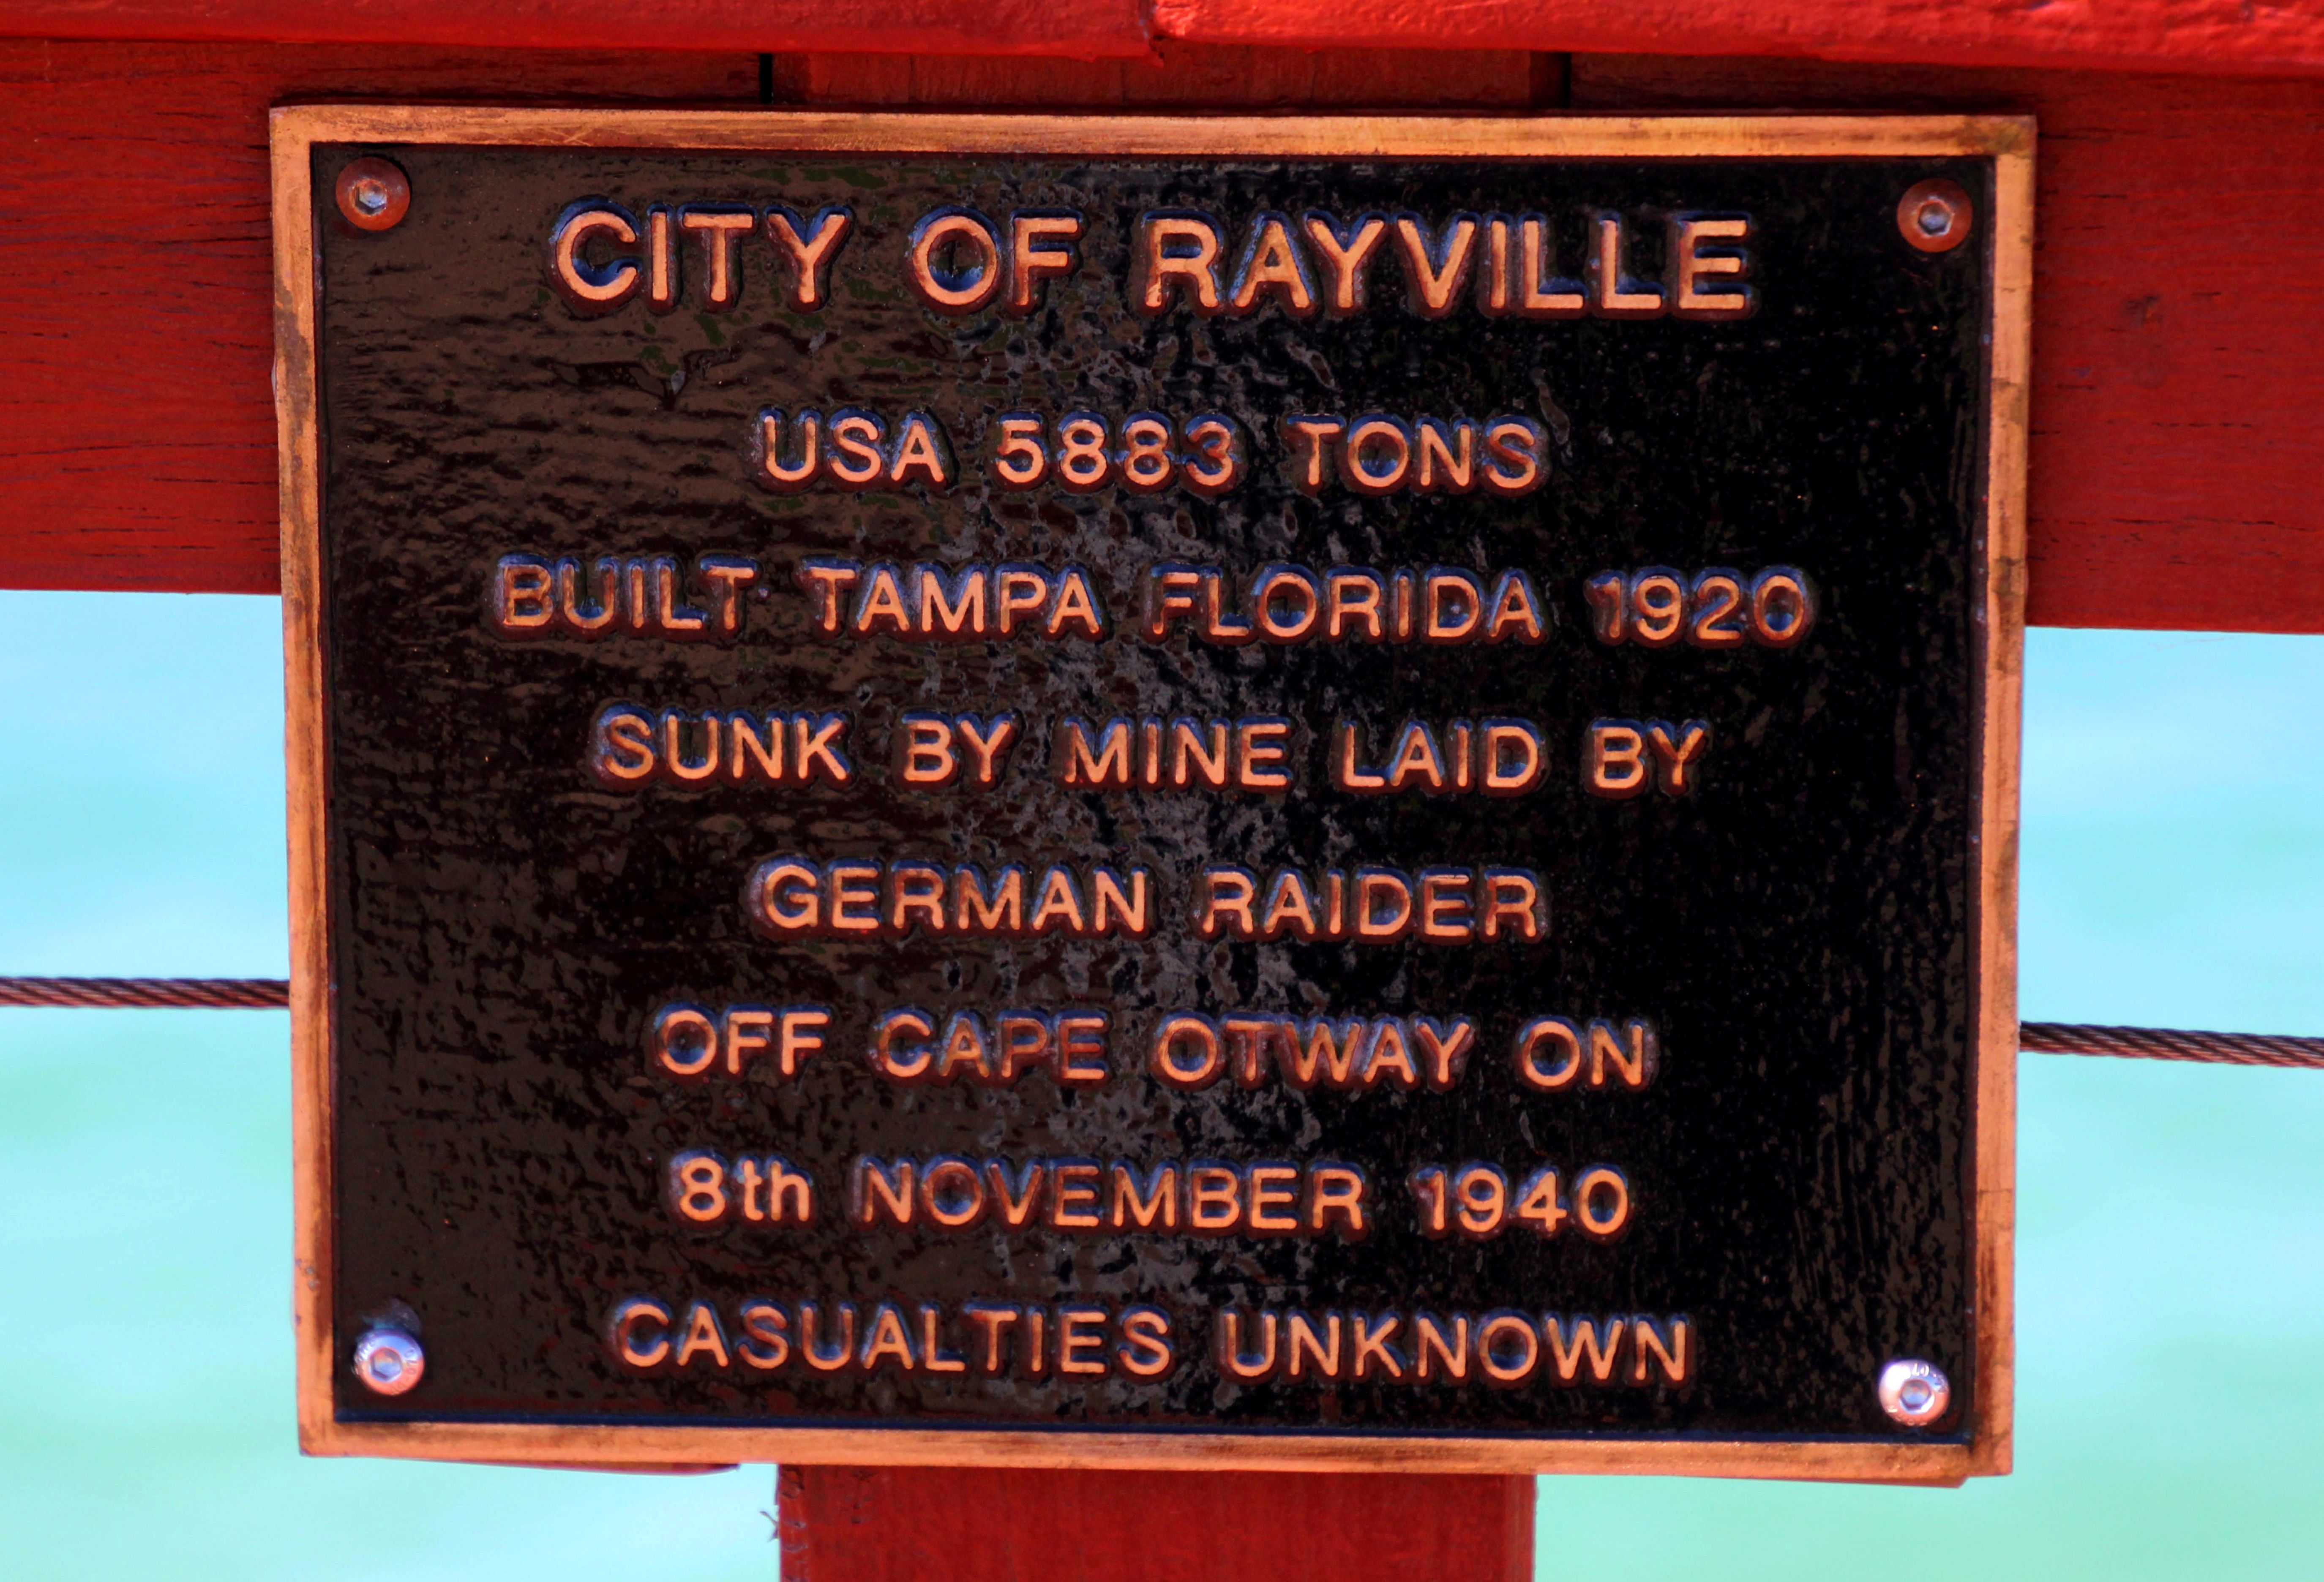 CITY OF RAYVILLE
USA 5883 TONS
BUILT TAMPA FLORIDA 1920
SUNK BY MINE LAID BY
GERMAN RAIDER
OFF CAPE OTWAY ON
8th NOVEMBER 1940
CASUALTIES UNKNOWN